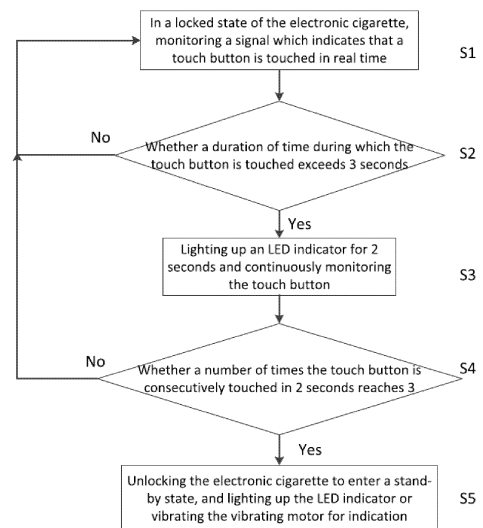 In a locked state of the electronic cigarette,
monitoring a signal which indicates that a
touch button is touched in real time
S1
No
Whether a duration of time during which the
touch button is touched exceeds 3 seconds
S2
Yes
Lighting up an LED indicator for 2
seconds and continuously monitoring
the touch button
S3
No
Whether a number of times the touch button is
consecutively touched in 2 seconds reaches 3
S4
Yes
Unlocking the electronic cigarette to enter a stand-
by state, and lighting up the LED indicator or
vibrating the vibrating motor for indication
S5